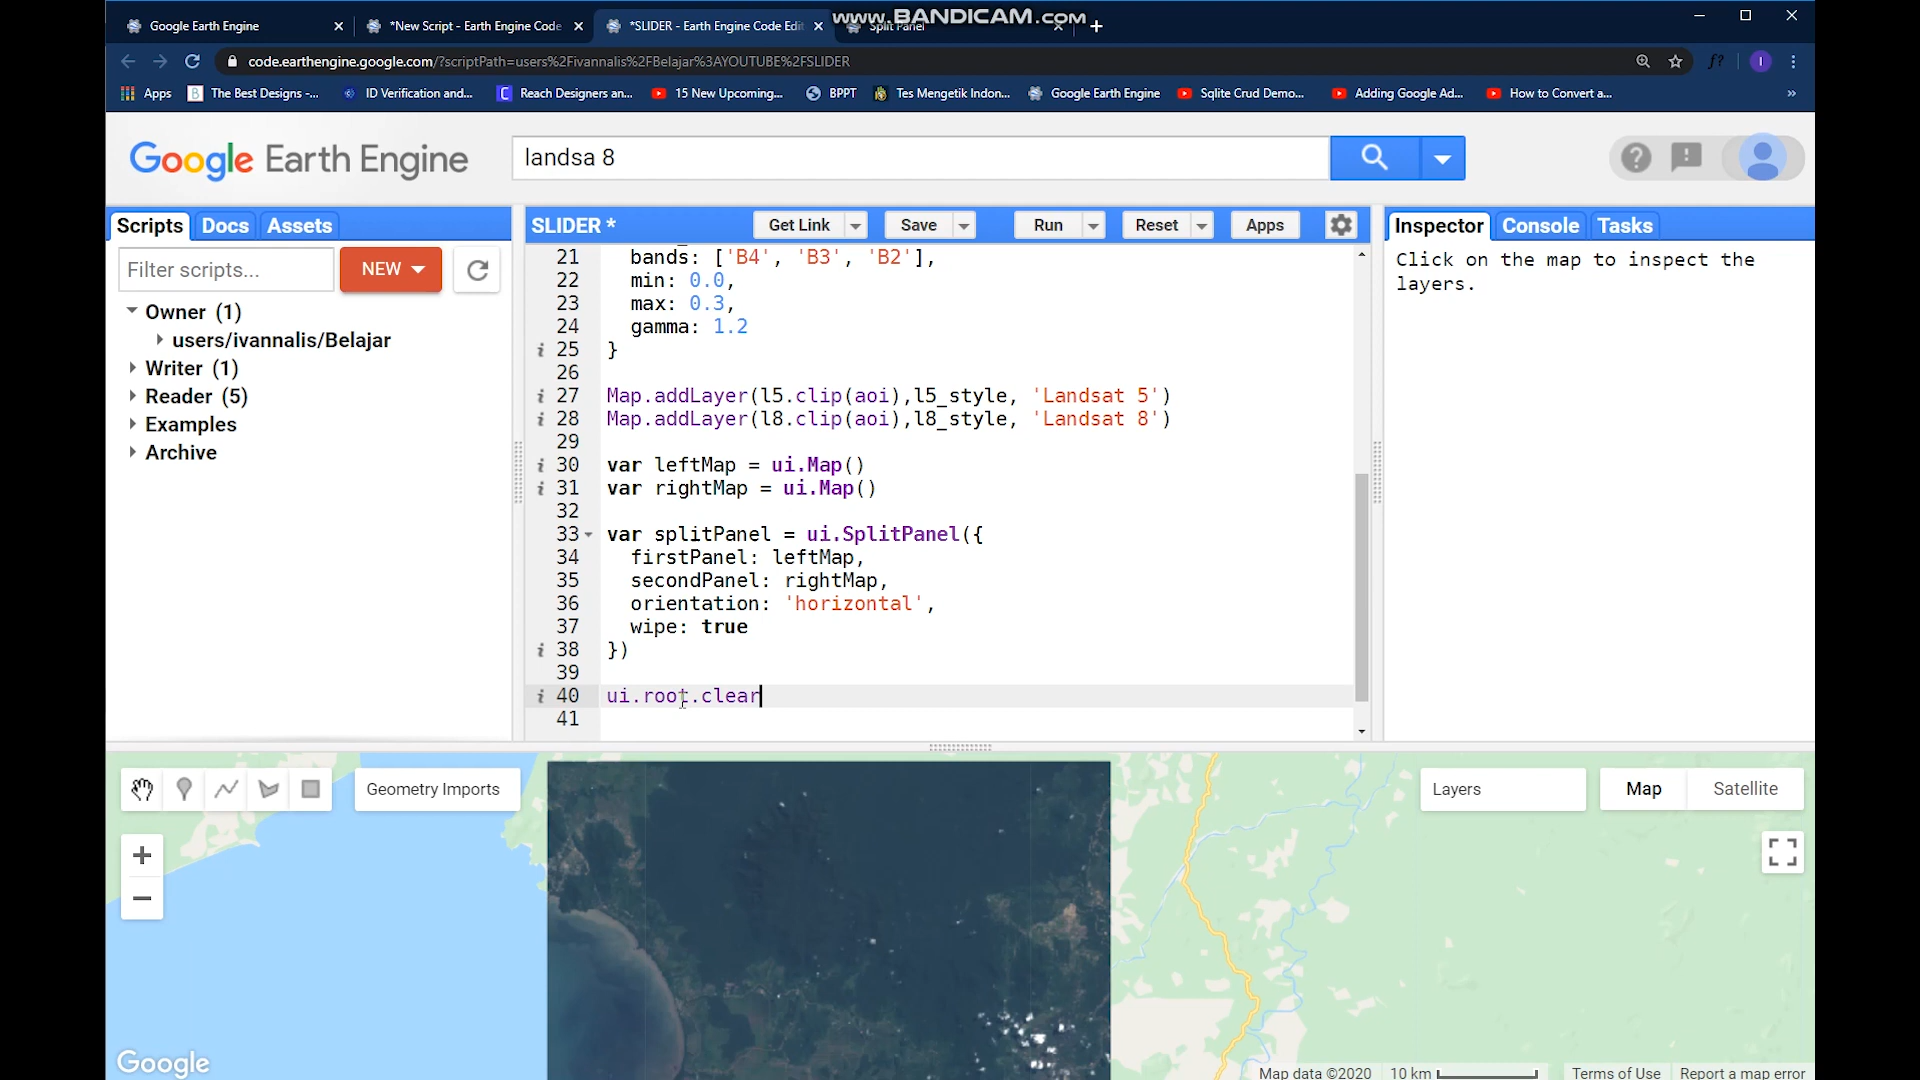 www.BANDICAM.com
Google Earth Engine
*New Script - Earth Engine Code
*SLIDER - Earth Engine Code Edit
Split Panel
code.earthengine.google.com/?scriptPath=users%2Fivannalis%2FBelajar%3AYOUTUBE%2FSLIDER
Apps
The Best Designs -...
ID Verification and...
Reach Designers an...
15 New Upcoming...
BPPT
Tes Mengetik Indon...
Google Earth Engine
Sqlite Crud Demo...
Adding Google Ad...
How to Convert a...
Google Earth Engine
landsa 8
Scripts Docs Assets
Filter scripts...
NEW
Owner (1)
users/ivannalis/Belajar
Writer (1)
Reader (5)
Examples
Archive
SLIDER *
Get Link
Save
Run
Reset
Apps
21 bands: ['B4', 'B3', 'B2'],
22 min: 0.0,
23 max: 0.3,
24 gamma: 1.2
25 }
26
27 Map.addLayer(l5.clip(aoi),l5_style, 'Landsat 5')
28 Map.addLayer(l8.clip(aoi),l8_style, 'Landsat 8')
29
30 var leftMap = ui.Map()
31 var rightMap = ui.Map()
32
33 var splitPanel = ui.SplitPanel({
34 firstPanel: leftMap,
35 secondPanel: rightMap,
36 orientation: 'horizontal',
37 wipe: true
38 })
39
40 ui.root.clear
41
Inspector Console Tasks
Click on the map to inspect the
layers.
Geometry Imports
Layers
Map
Satellite
Google
Map data ©2020
10 km
Terms of Use
Report a map error